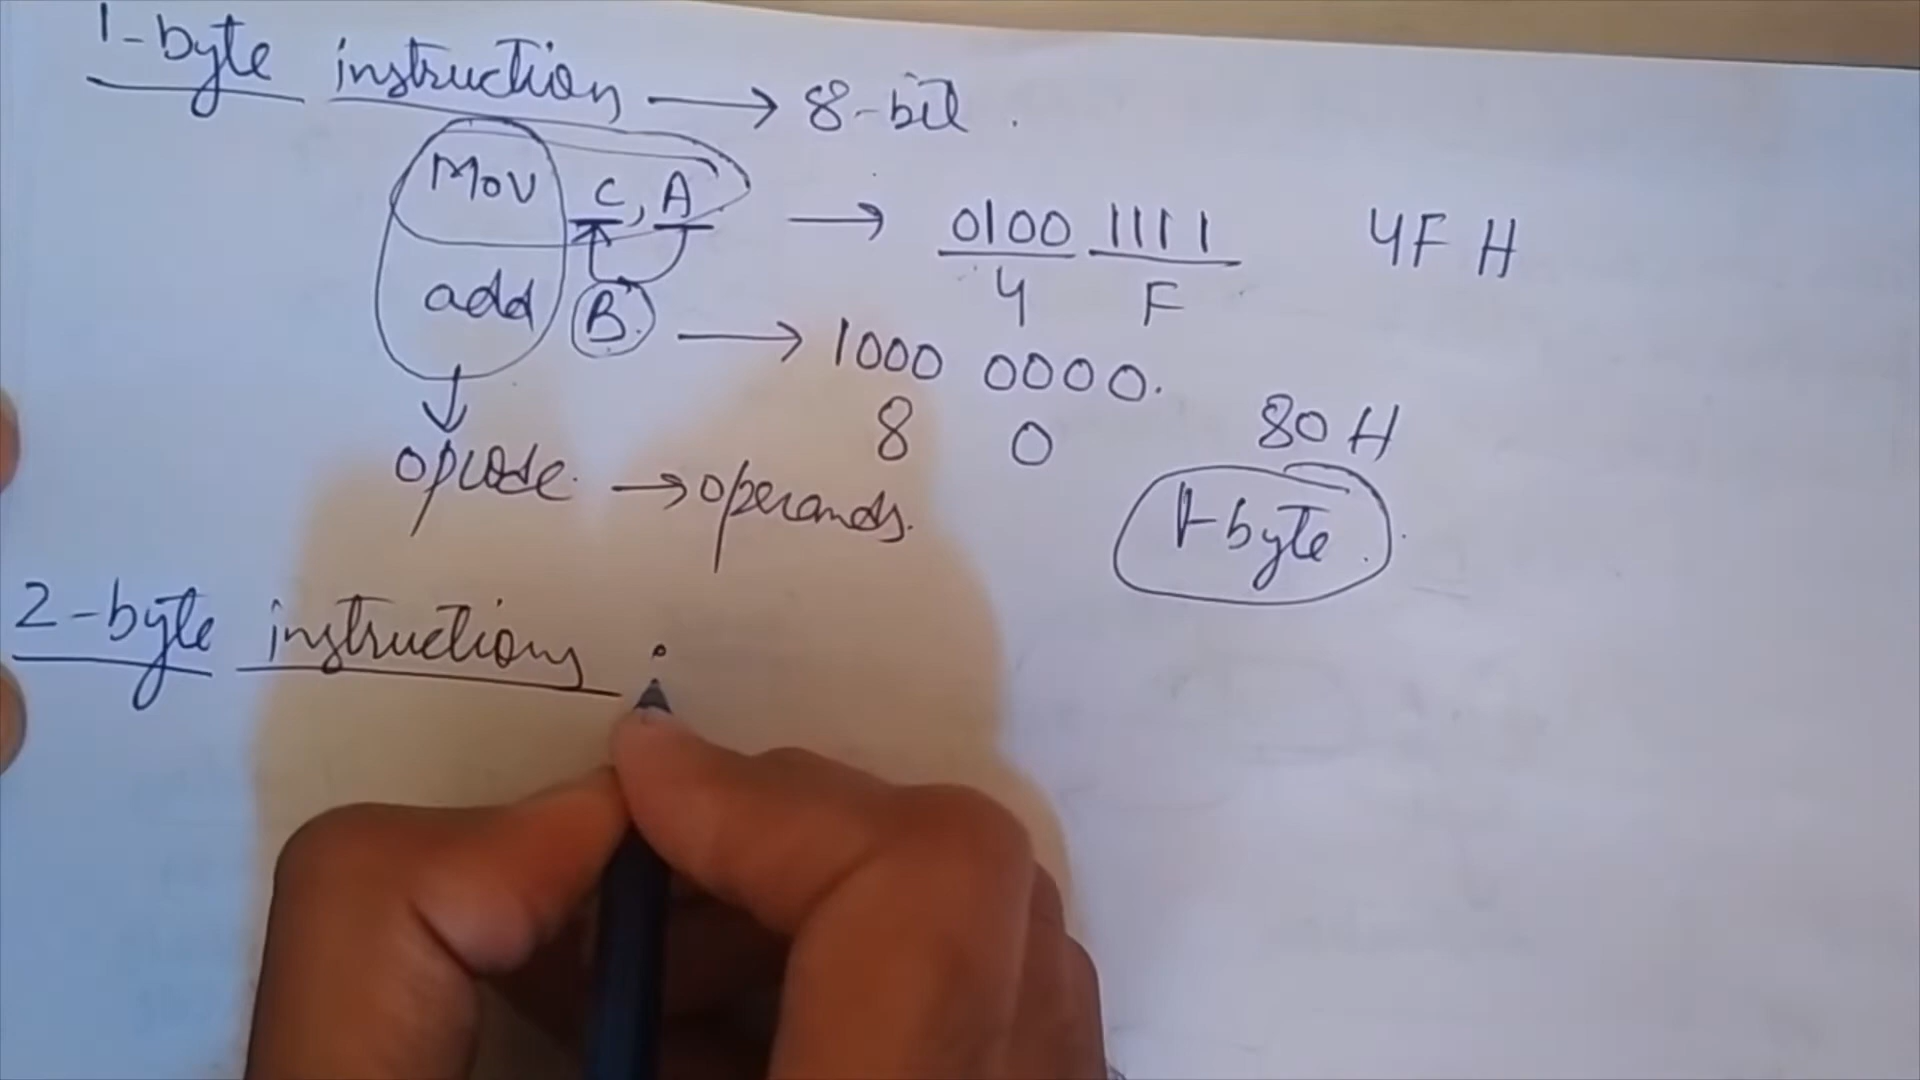 1-byte instruction → 8-bit.
Mov C, A → 0100 1111 4F H
4 F
add B → 1000 0000.
8 0 80 H
opcode. → operands. 1-byte
2-byte instructions :